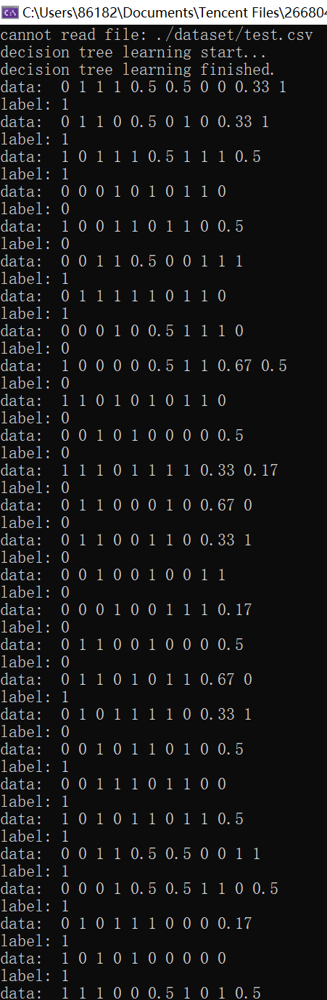 C:\Users\86182\Documents\Tencent Files\266804
cannot read file: ./dataset/test.csv
decision tree learning start...
decision tree learning finished.
data:  0 1 1 1 0.5 0.5 0 0 0.33 1
label: 1
data:  0 1 1 0 0.5 0 1 0 0.33 1
label: 1
data:  1 0 1 1 1 0.5 1 1 1 0.5
label: 1
data:  0 0 0 1 0 1 0 1 1 0
label: 0
data:  1 0 0 1 1 0 1 1 0 0.5
label: 0
data:  0 0 1 1 0.5 0 0 1 1 1
label: 1
data:  0 1 1 1 1 1 0 1 1 0
label: 1
data:  0 0 0 1 0 0.5 1 1 1 0
label: 0
data:  1 0 0 0 0 0.5 1 1 0.67 0.5
label: 0
data:  1 1 0 1 0 1 0 1 1 0
label: 0
data:  0 0 1 0 1 0 0 0 0 0.5
label: 0
data:  1 1 1 0 1 1 1 1 0.33 0.17
label: 0
data:  0 1 1 0 0 0 1 0 0.67 0
label: 0
data:  0 1 1 0 0 1 1 0 0.33 1
label: 0
data:  0 0 1 0 0 1 0 0 1 1
label: 0
data:  0 0 0 1 0 0 1 1 1 0.17
label: 0
data:  0 1 1 0 0 1 0 0 0 0.5
label: 0
data:  0 1 1 0 1 0 1 1 0.67 0
label: 1
data:  0 1 0 1 1 1 1 0 0.33 1
label: 0
data:  0 0 1 0 1 1 0 1 0 0.5
label: 1
data:  0 0 1 1 1 0 1 1 0 0
label: 1
data:  1 0 1 0 1 1 0 1 1 0.5
label: 1
data:  0 0 1 1 0.5 0.5 0 0 1 1
label: 1
data:  0 0 0 1 0.5 0.5 1 1 0 0.5
label: 1
data:  0 1 0 1 1 1 0 0 0 0.17
label: 1
data:  1 0 1 0 1 0 0 0 0 0
label: 1
data:  1 1 1 0 0 0.5 1 0 1 0.5